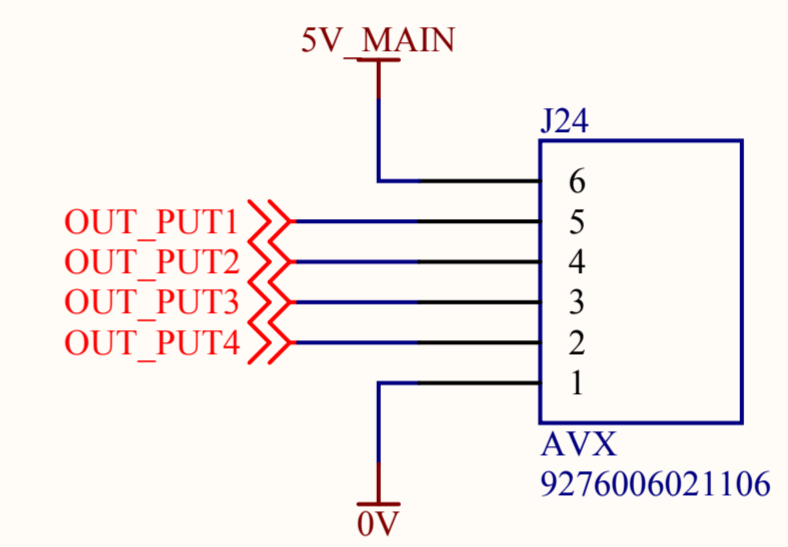 5V_MAIN
J24
6
OUT_PUT1
5
OUT_PUT2
4
OUT_PUT3
3
OUT_PUT4
2
1
AVX
9276006021106
0V